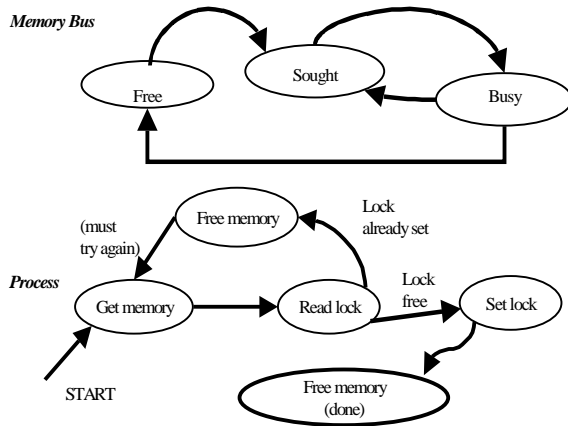 Memory Bus
Free
Sought
Busy
Free memory
Lock
already set
(must
try again)
Process
Get memory
Read lock
Lock
free
Set lock
START
Free memory
(done)